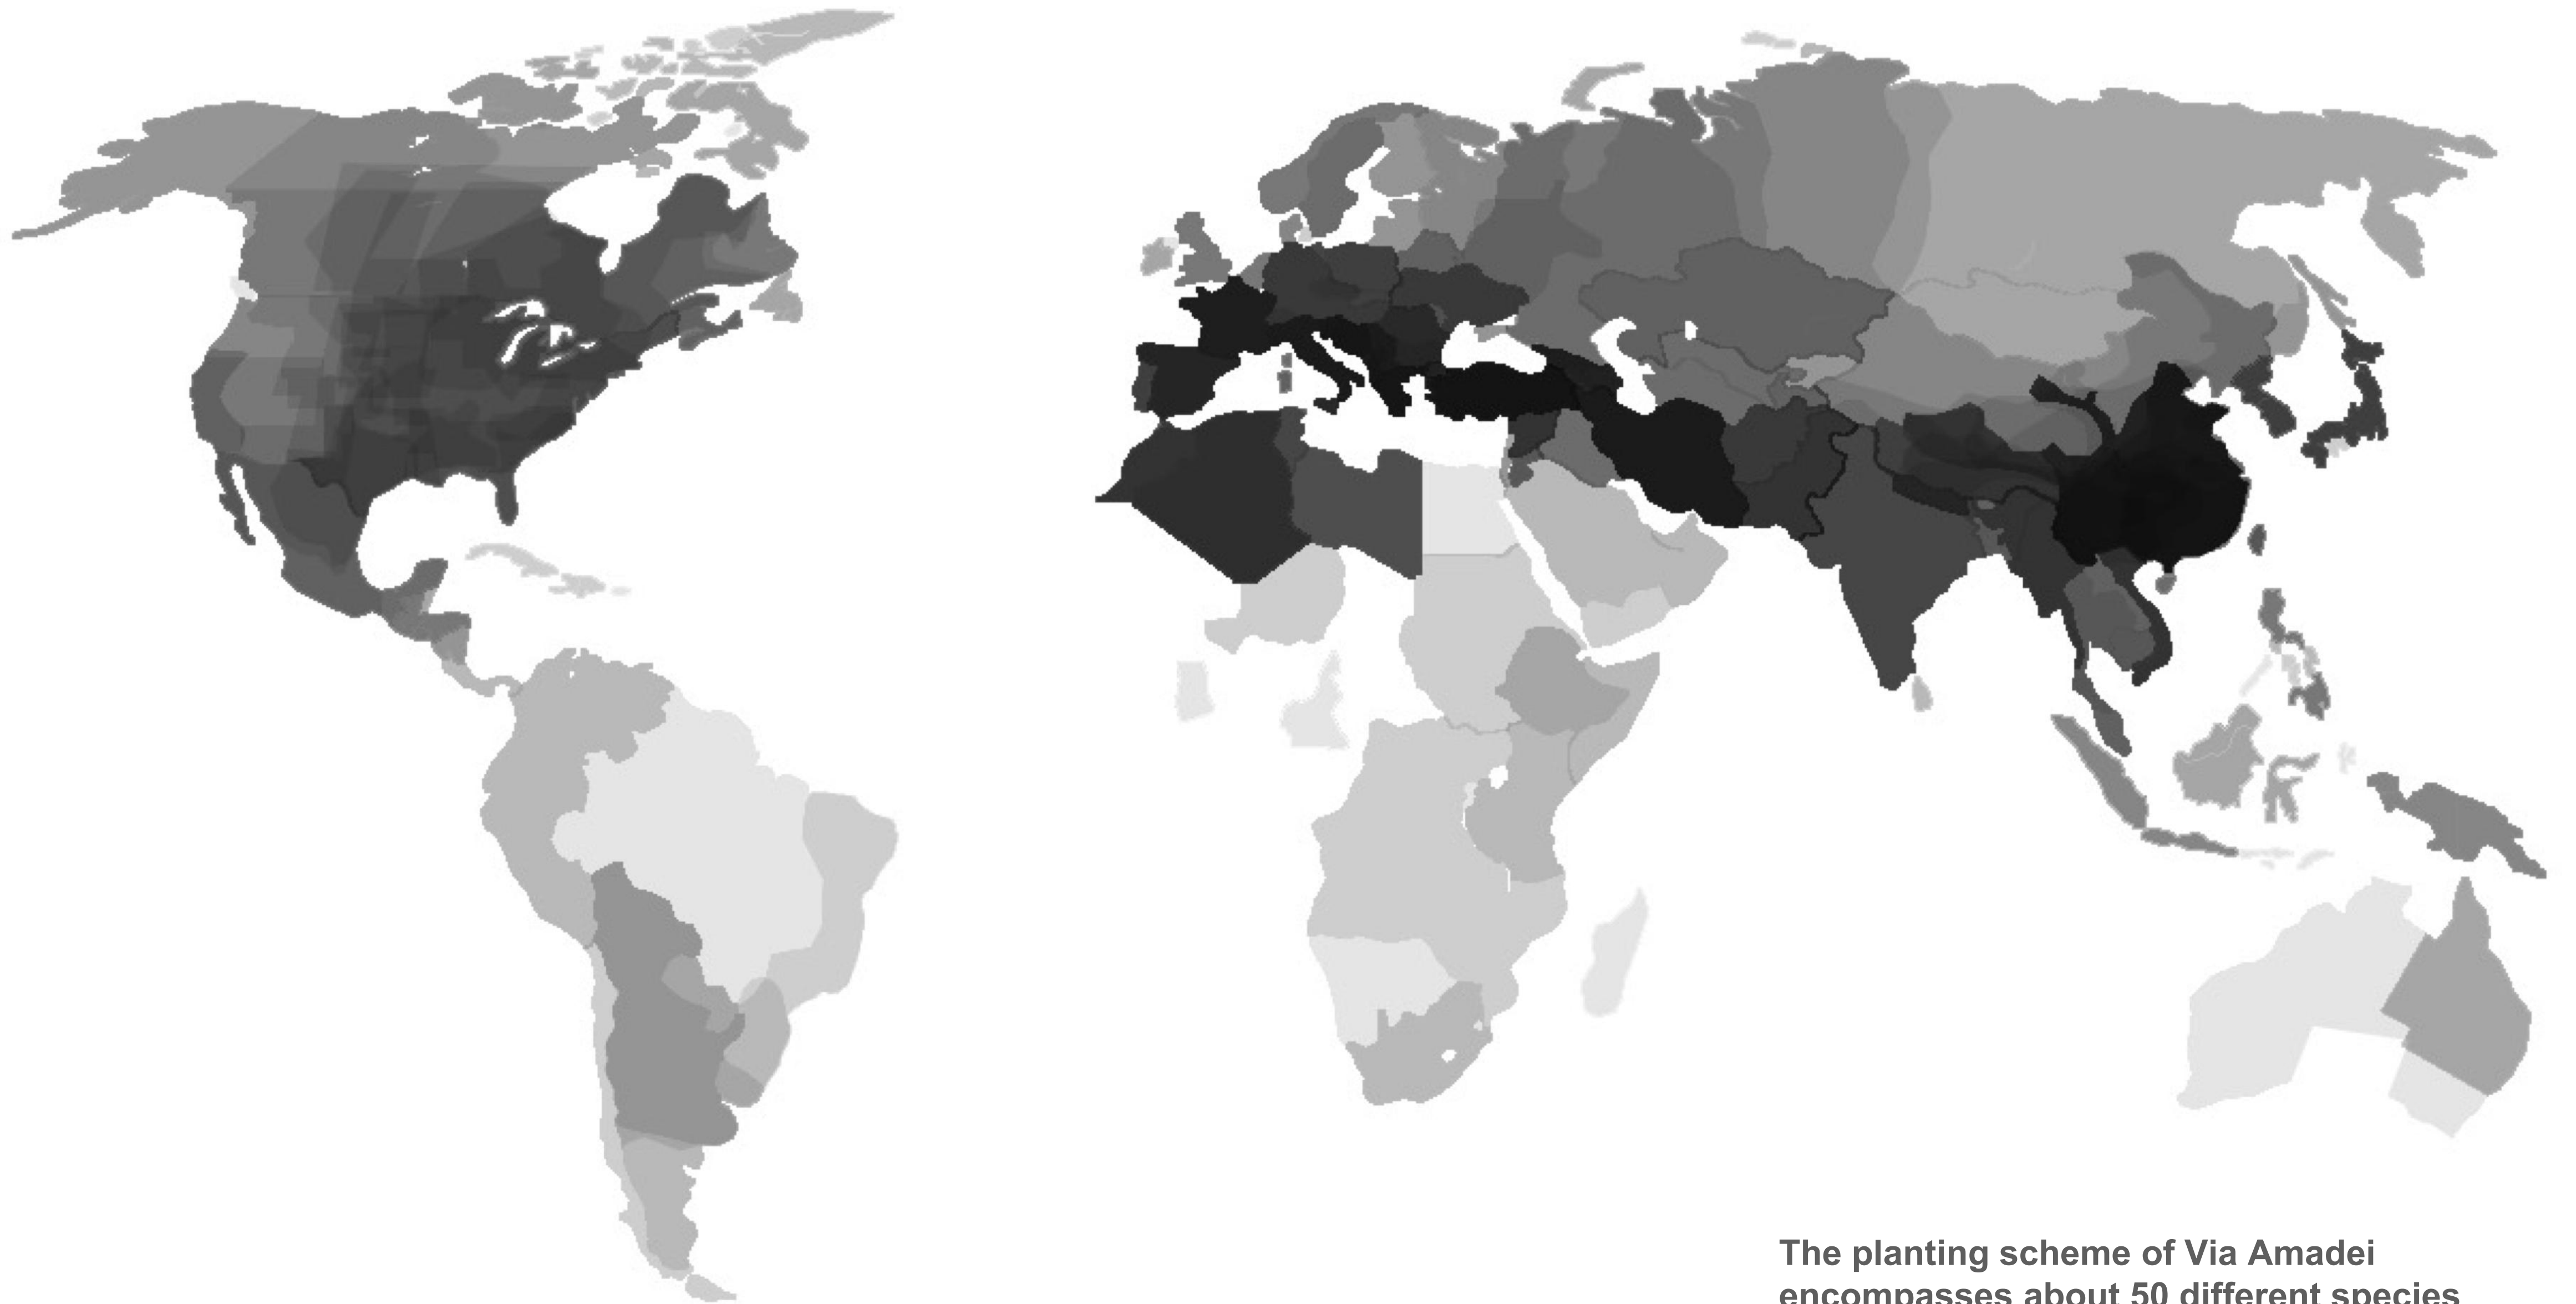 The planting scheme of Via Amadei
encompasses about 50 different species